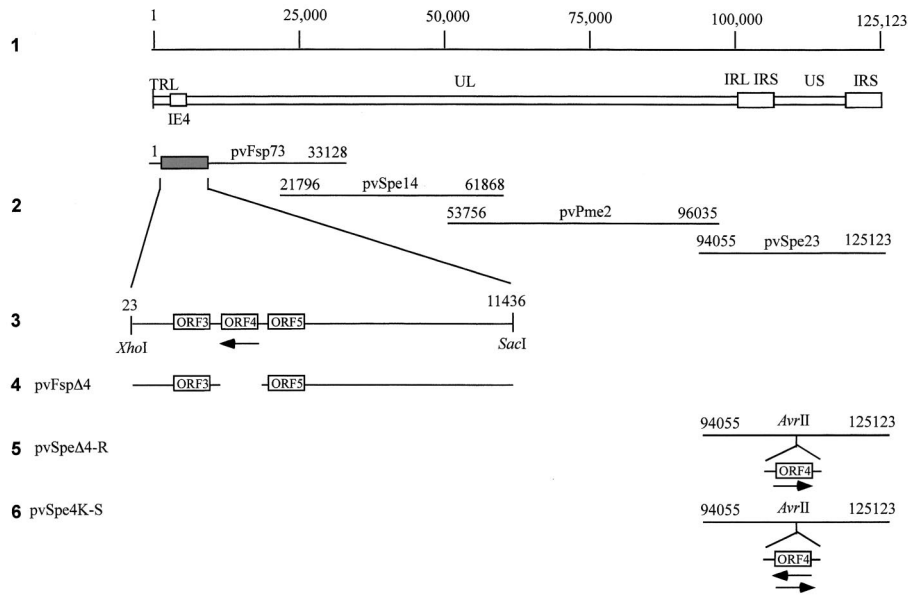 1 25,000 50,000 75,000 100,000 125,123
1
TRL UL IRL IRS US IRS
IE4
1 pvFsp73 33128
2
21796 pvSpe14 61868
53756 pvPme2 96035
94055 pvSpe23 125123
23 11436
3 ORF3 ORF4 ORF5
XhoI SacI
4 pvFspΔ4 ORF3 ORF5
94055 AvrII 125123
5 pvSpeΔ4-R
ORF4
6 pvSpe4K-S
94055 AvrII 125123
ORF4